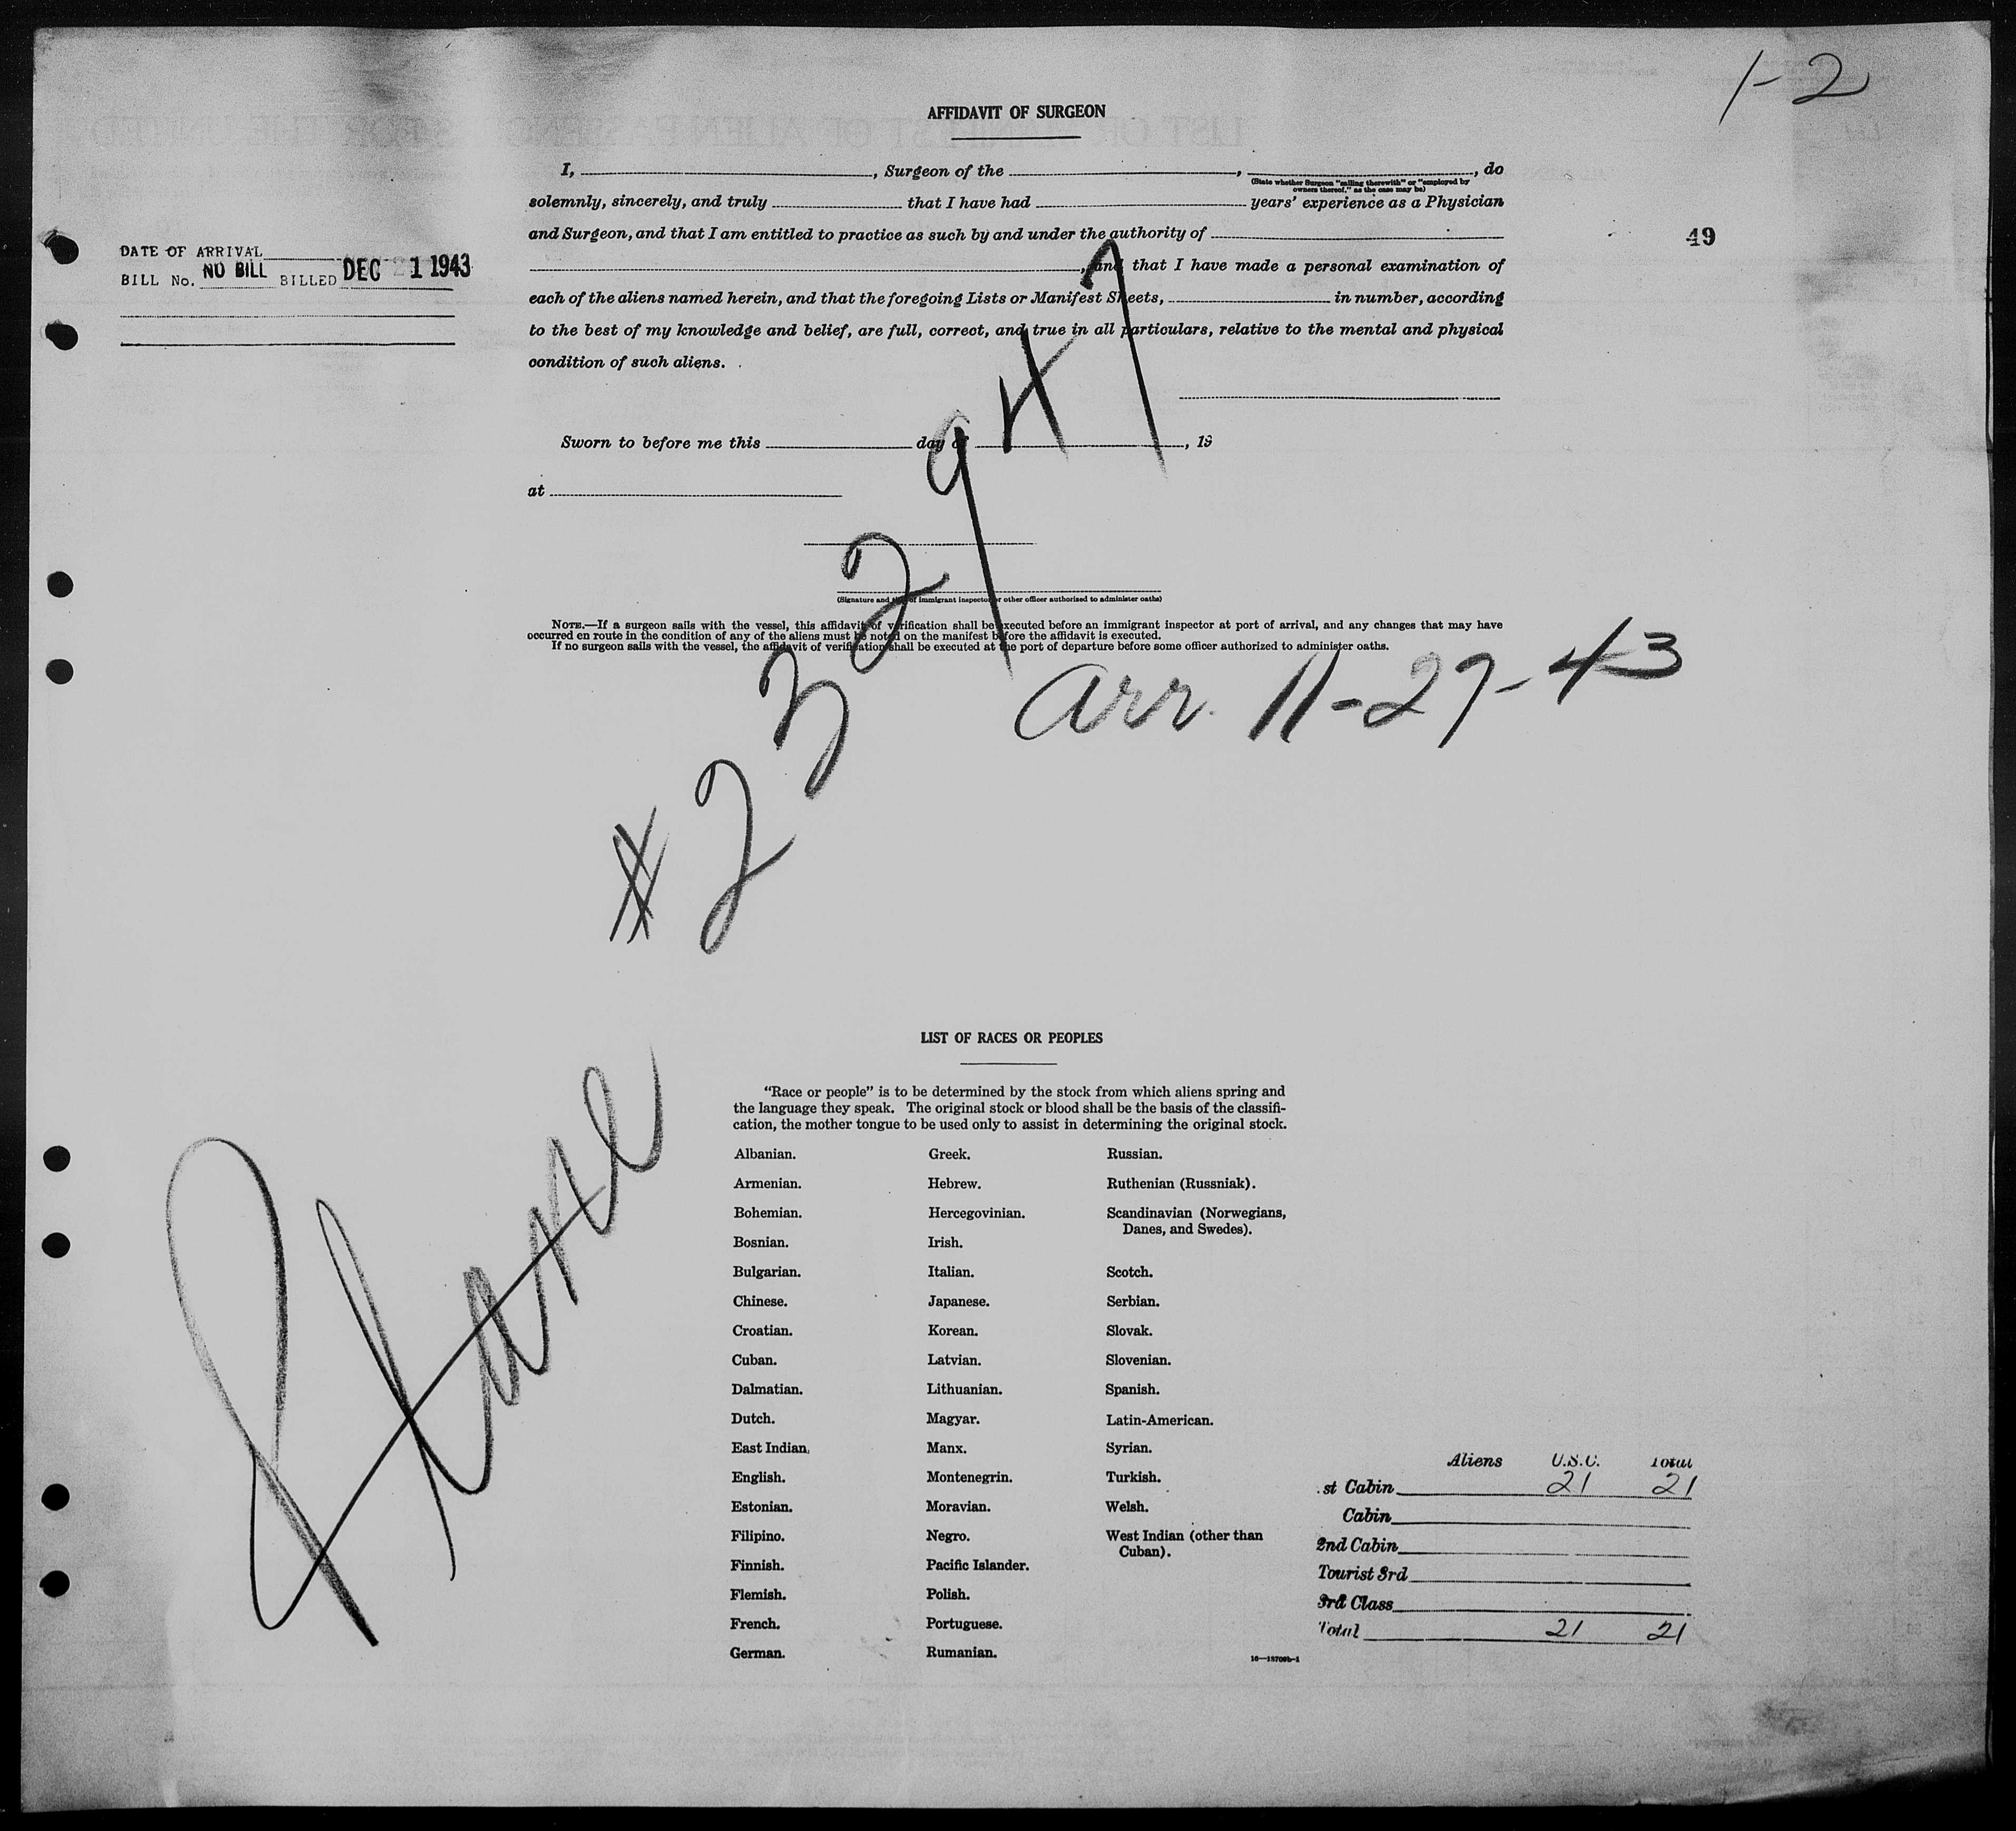 1-2
AFFIDAVIT OF SURGEON
I, , Surgeon of the , , do
(State whether Surgeon "sailing therewith" or "employed by
owners thereof," as the case may be)
solemnly, sincerely, and truly that I have had years' experience as a Physician
and Surgeon, and that I am entitled to practice as such by and under the authority of
49
, and that I have made a personal examination of
each of the aliens named herein, and that the foregoing Lists or Manifest Sheets, in number, according
to the best of my knowledge and belief, are full, correct, and true in all particulars, relative to the mental and physical
condition of such aliens.
DATE OF ARRIVAL
BILL No. NO BILL BILLED DEC 21 1943
Sworn to before me this day of , 19
at
(Signature and title of immigrant inspector or other officer authorized to administer oaths)
NOTE.—If a surgeon sails with the vessel, this affidavit of verification shall be executed before an immigrant inspector at port of arrival, and any changes that may have
occurred en route in the condition of any of the aliens must be noted on the manifest before the affidavit is executed.
If no surgeon sails with the vessel, the affidavit of verification shall be executed at the port of departure before some officer authorized to administer oaths.
#232947
arr. 11-27-43
LIST OF RACES OR PEOPLES
"Race or people" is to be determined by the stock from which aliens spring and
the language they speak. The original stock or blood shall be the basis of the classifi-
cation, the mother tongue to be used only to assist in determining the original stock.
Albanian. Greek. Russian.
Armenian. Hebrew. Ruthenian (Russniak).
Bohemian. Hercegovinian. Scandinavian (Norwegians,
Danes, and Swedes).
Bosnian. Irish.
Bulgarian. Italian. Scotch.
Chinese. Japanese. Serbian.
Croatian. Korean. Slovak.
Cuban. Latvian. Slovenian.
Dalmatian. Lithuanian. Spanish.
Dutch. Magyar. Latin-American.
East Indian. Manx. Syrian.
English. Montenegrin. Turkish.
Estonian. Moravian. Welsh.
Filipino. Negro. West Indian (other than
Cuban).
Finnish. Pacific Islander.
Flemish. Polish.
French. Portuguese.
German. Rumanian.
16—18709b-1
Aliens U.S.C. Total
st Cabin 21 21
Cabin
2nd Cabin
Tourist 3rd
3rd Class
Total 21 21